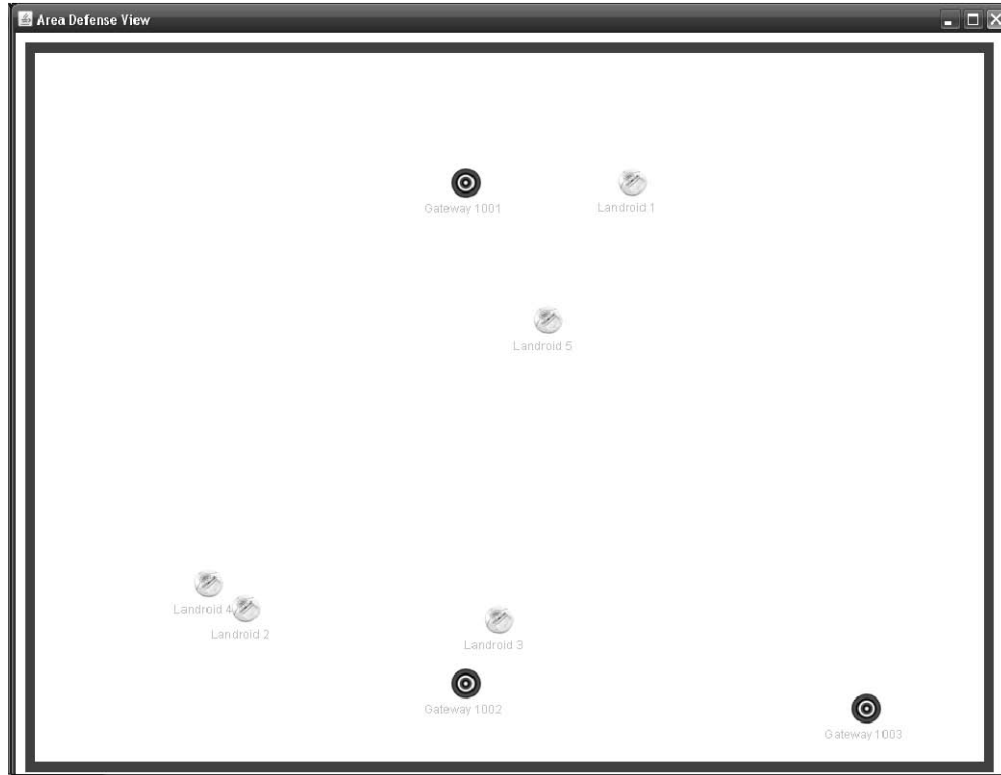 Area Defense View
Gateway 1001
Landroid 1
Landroid 5
Landroid 4
Landroid 2
Landroid 3
Gateway 1002
Gateway 1003